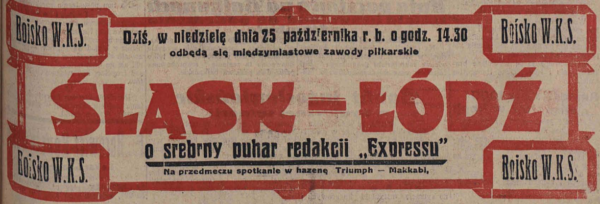 Boisko W.K.S.
Dziś, w niedzielę dnia 25 października r. b. o godz. 14.30
Boisko W.K.S.
odbędą się międzymiastowe zawody piłkarskie
ŚLĄSK — ŁÓDŹ
o srebrny puhar redakcji „Expressu"
Boisko W.K.S.
Na przedmeczu spotkanie w hazenę Triumph — Makkabi,
Boisko W.K.S.